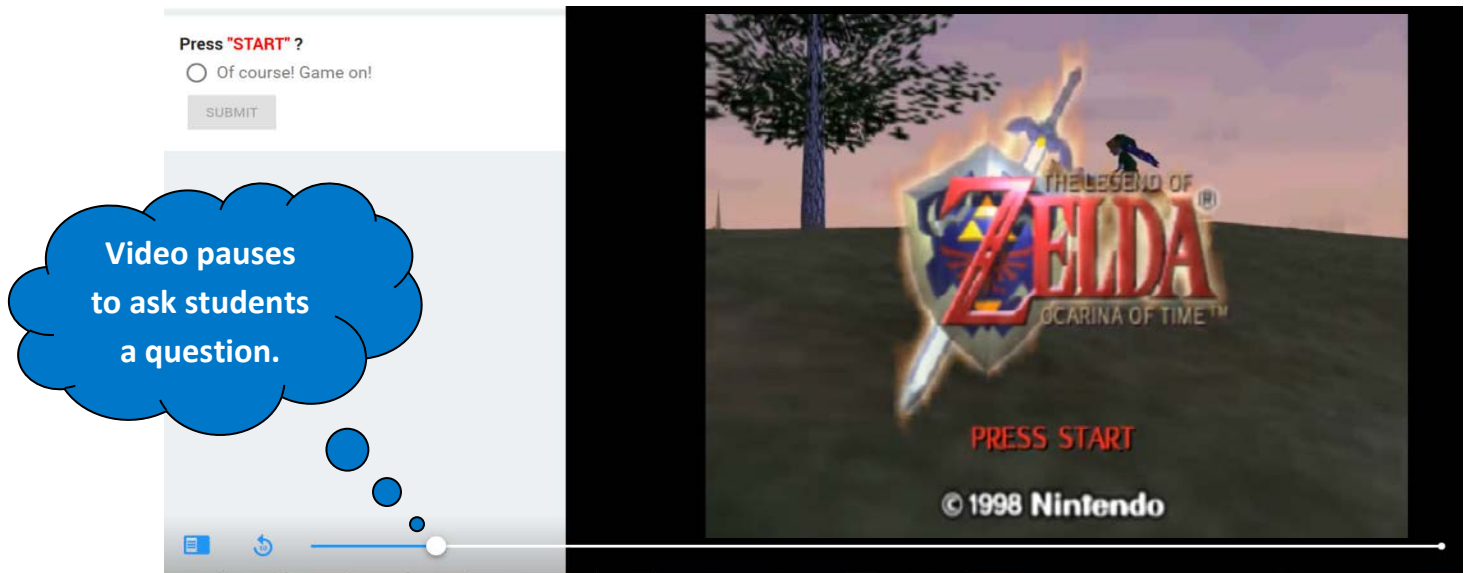 Press "START" ?
Of course! Game on!
SUBMIT
Video pauses
to ask students
a question.
10
THE LEGEND OF
ZELDA®
OCARINA OF TIME™
PRESS START
© 1998 Nintendo